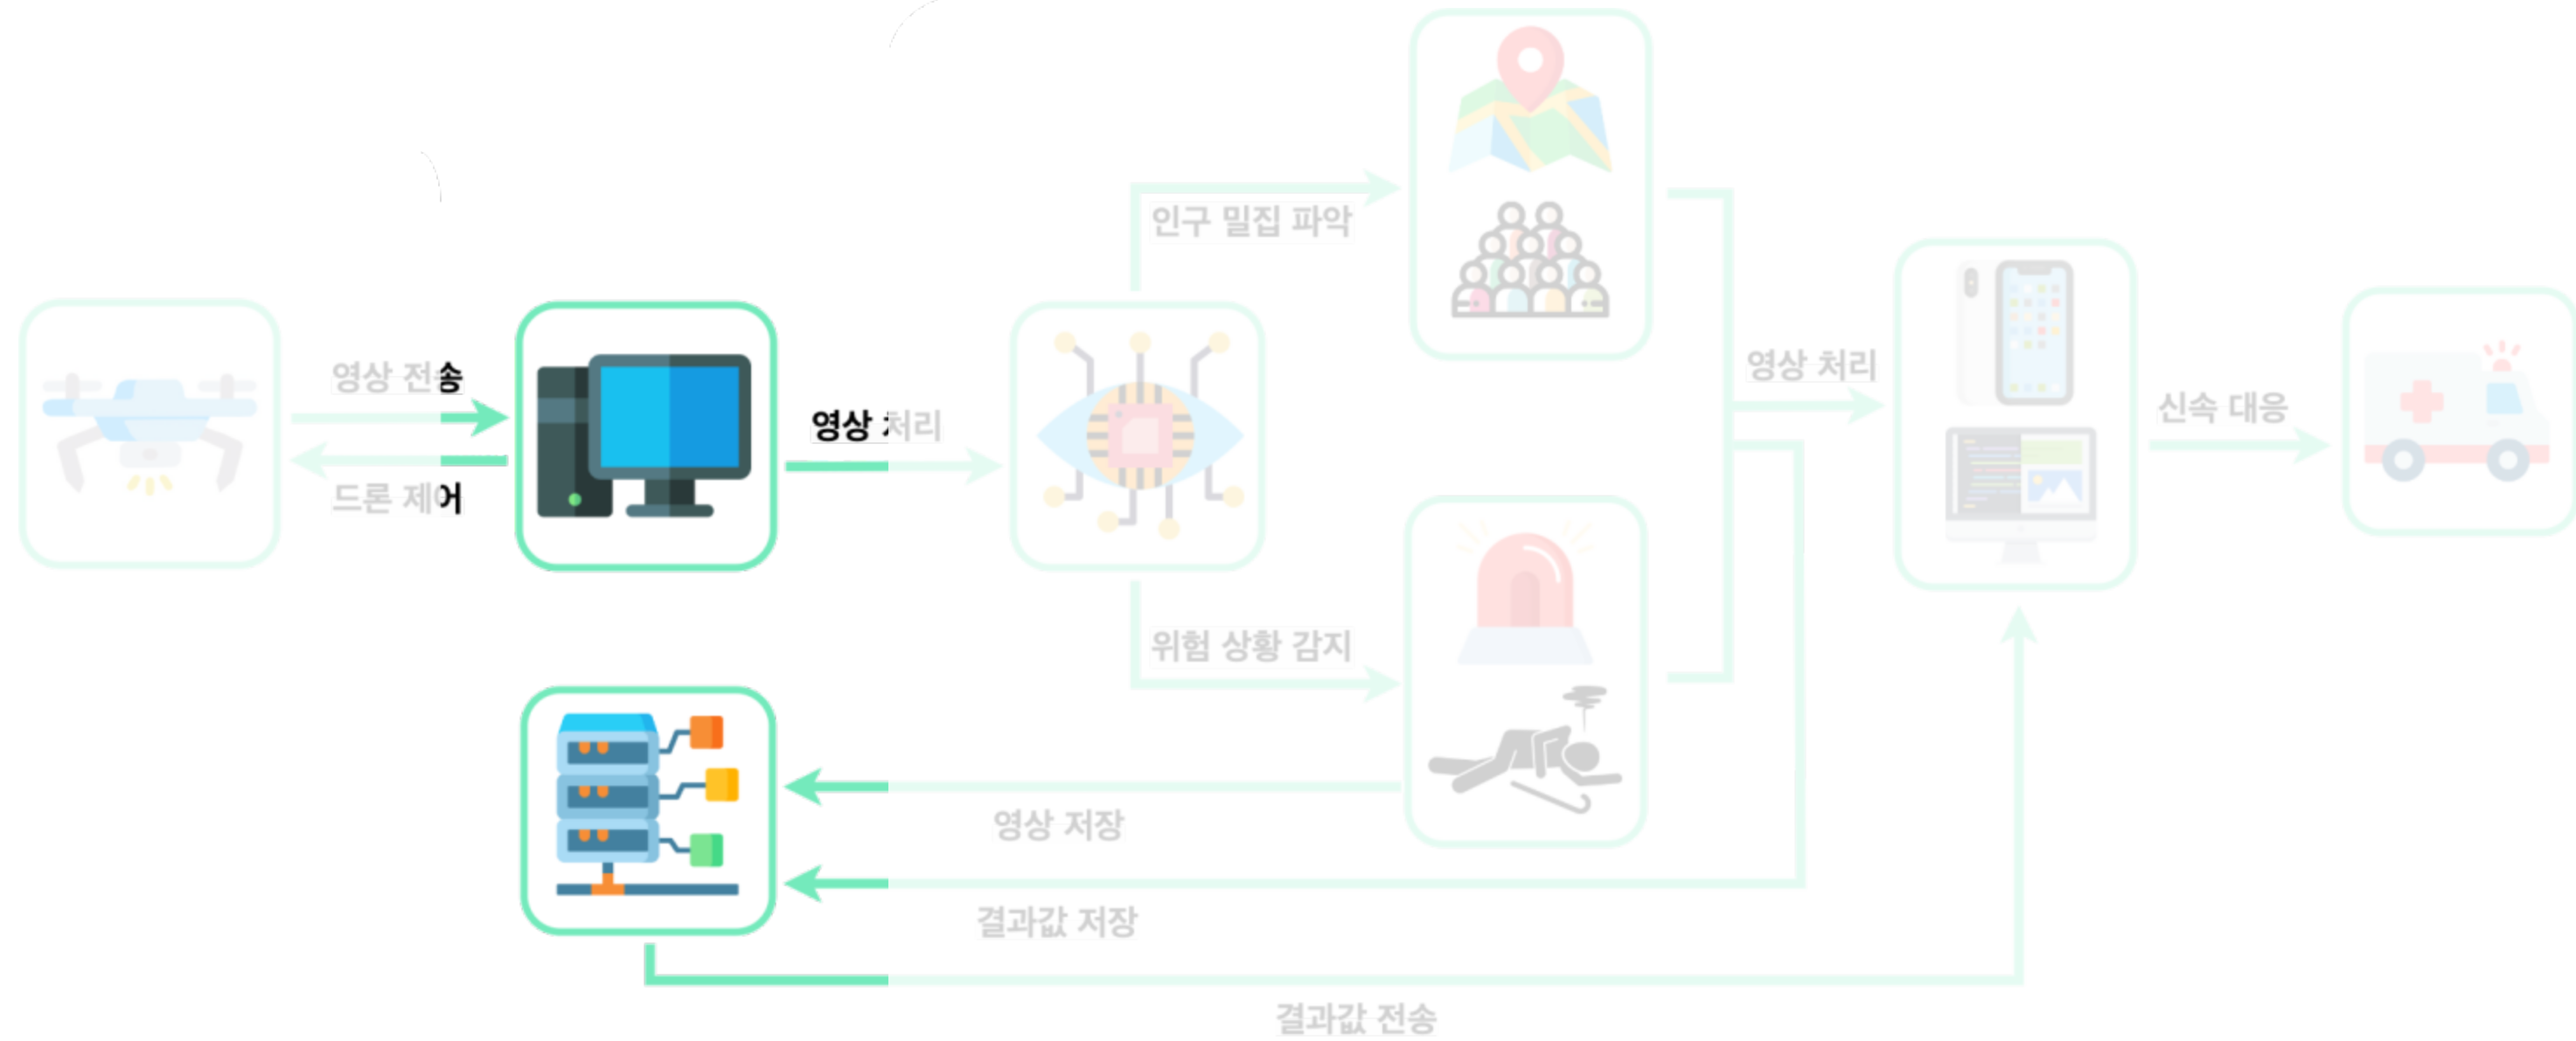 인구 밀집 파악
영상 전송
영상 처리
신속 대응
영상 처리
드론 제어
위험 상황 감지
영상 저장
결과값 저장
결과값 전송